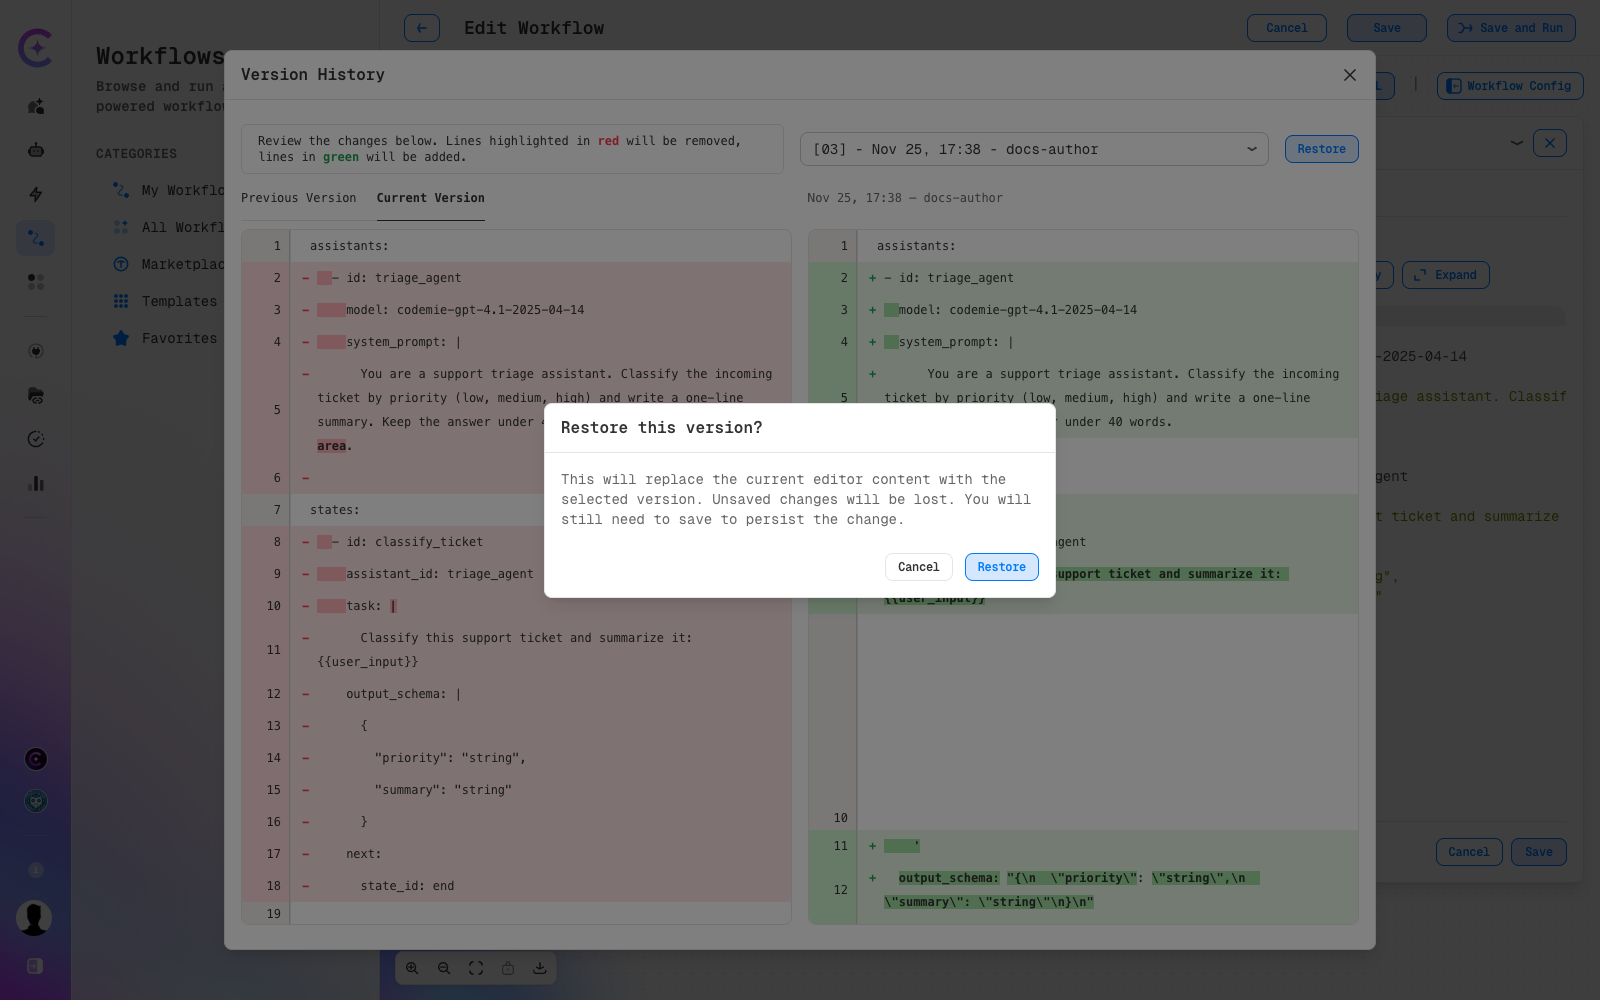 Edit Workflow
Cancel
Save
Save and Run
Workflows
Browse and run
powered workflo
Workflow Config
CATEGORIES
My Workflo
All Workfl
Marketplac
Templates
Favorites
Version History
Review the changes below. Lines highlighted in red will be removed,
lines in green will be added.
[03] - Nov 25, 17:38 - docs-author
Restore
Previous Version
Current Version
Nov 25, 17:38 — docs-author
1 assistants:
2 - - id: triage_agent
3 - model: codemie-gpt-4.1-2025-04-14
4 - system_prompt: |
5 - You are a support triage assistant. Classify the incoming
ticket by priority (low, medium, high) and write a one-line
summary. Keep the answer under 4
area.
6 -
7 states:
8 - - id: classify_ticket
9 - assistant_id: triage_agent
10 - task: |
11 - Classify this support ticket and summarize it:
{{user_input}}
12 - output_schema: |
13 - {
14 - "priority": "string",
15 - "summary": "string"
16 - }
17 - next:
18 - state_id: end
19
1 assistants:
2 + - id: triage_agent
3 + model: codemie-gpt-4.1-2025-04-14
4 + system_prompt: |
5 + You are a support triage assistant. Classify the incoming
ticket by priority (low, medium, high) and write a one-line
under 40 words.
gent
support ticket and summarize it:
{{user_input}}
10
11 + '
12 + output_schema: "{\n  \"priority\": \"string\",\n
\"summary\": \"string\"\n}\n"
Restore this version?
This will replace the current editor content with the
selected version. Unsaved changes will be lost. You will
still need to save to persist the change.
Cancel
Restore
L
y
Expand
-2025-04-14
iage assistant. Classif
gent
t ticket and summarize
g",
"
Cancel
Save